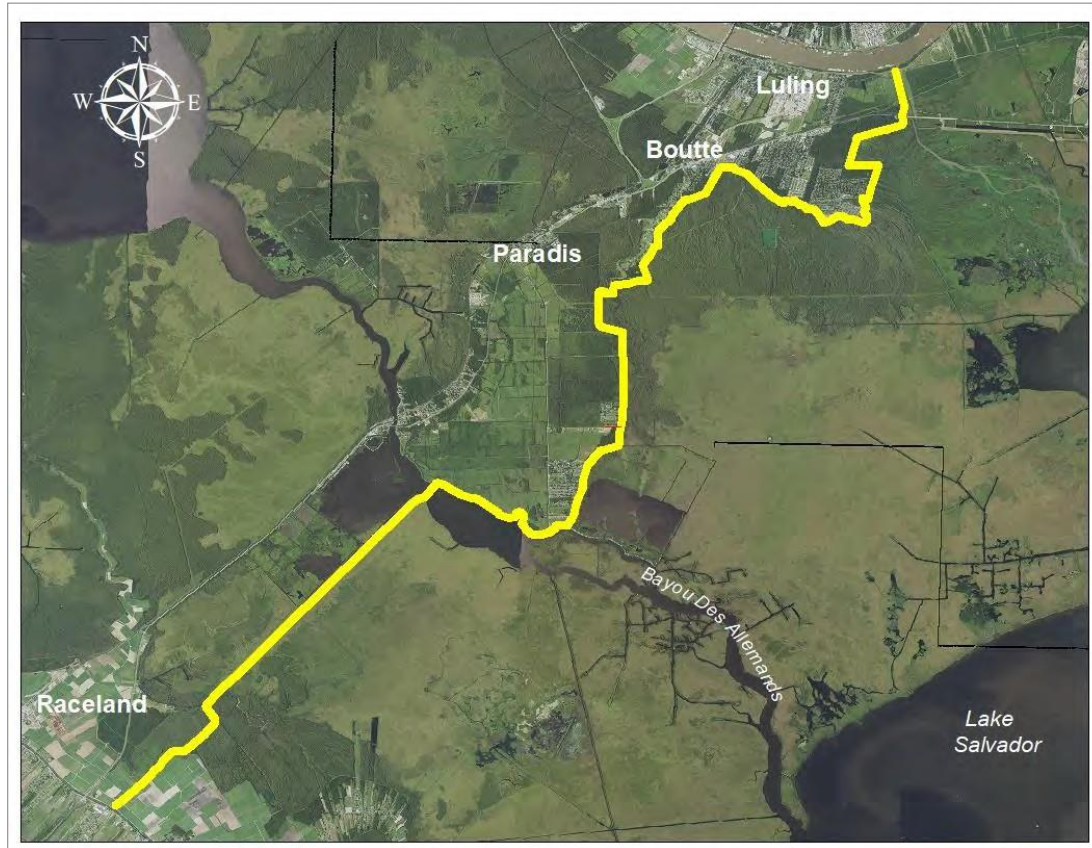 N
W E
S
Luling
Boutte
Paradis
Bayou Des Allemands
Raceland
Lake
Salvador